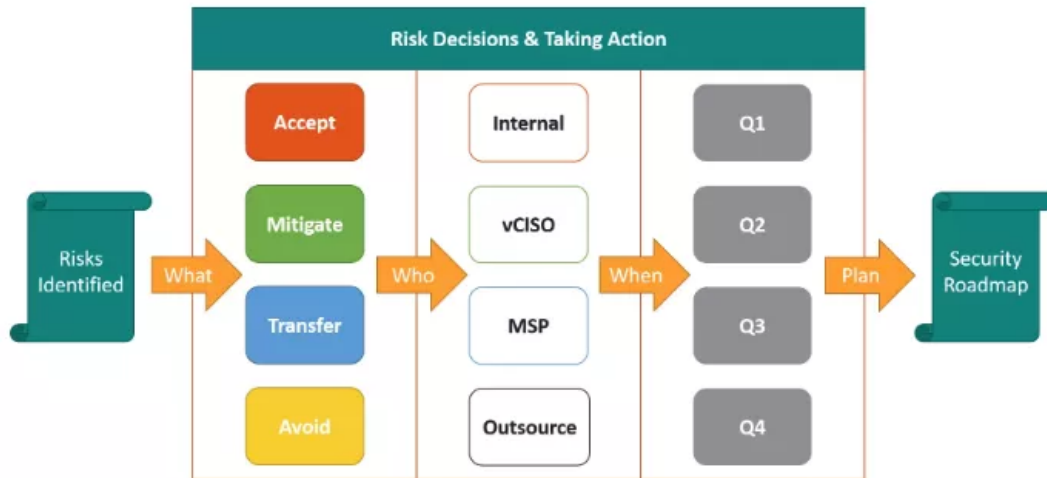 Risk Decisions & Taking Action
Risks
Identified
What
Accept
Mitigate
Transfer
Avoid
Who
Internal
vCISO
MSP
Outsource
When
Q1
Q2
Q3
Q4
Plan
Security
Roadmap